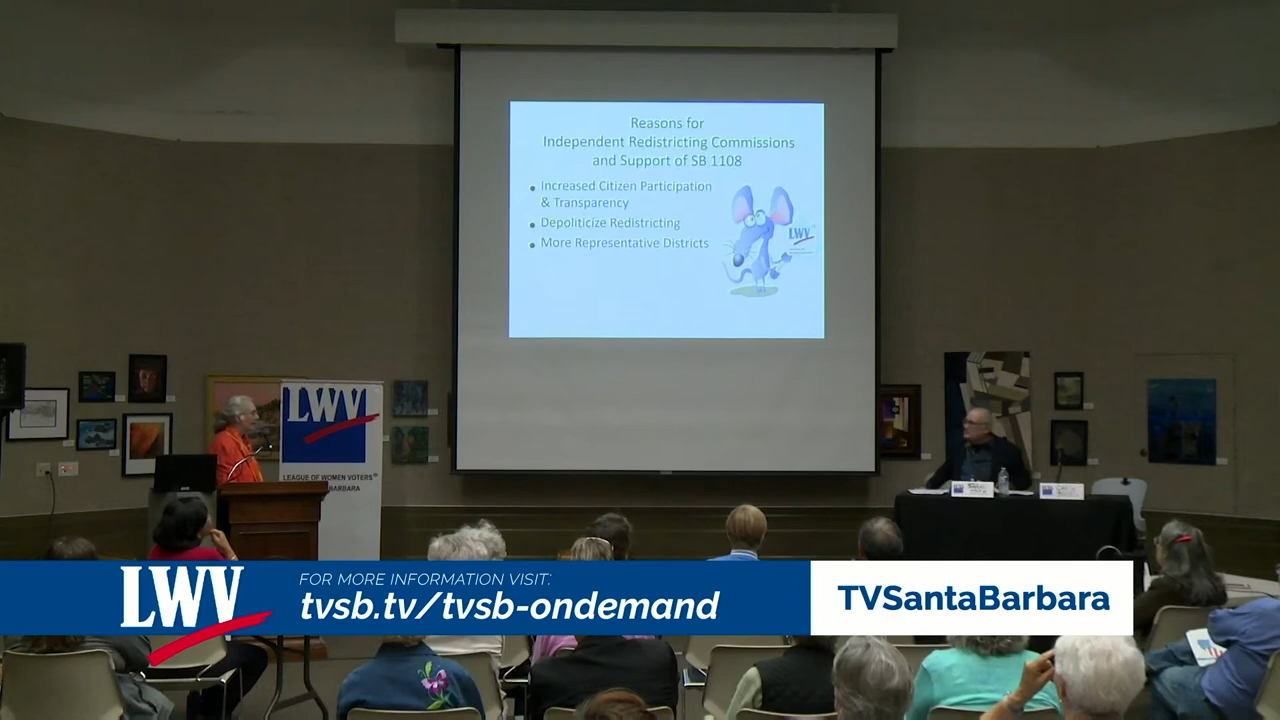 Reasons for
Independent Redistricting Commissions
and Support of SB 1108
Increased Citizen Participation
& Transparency
Depoliticize Redistricting
More Representative Districts
LWV
LWV
LEAGUE OF WOMEN VOTERS®
BARBARA
LWV
FOR MORE INFORMATION VISIT:
tvsb.tv/tvsb-ondemand
TVSantaBarbara